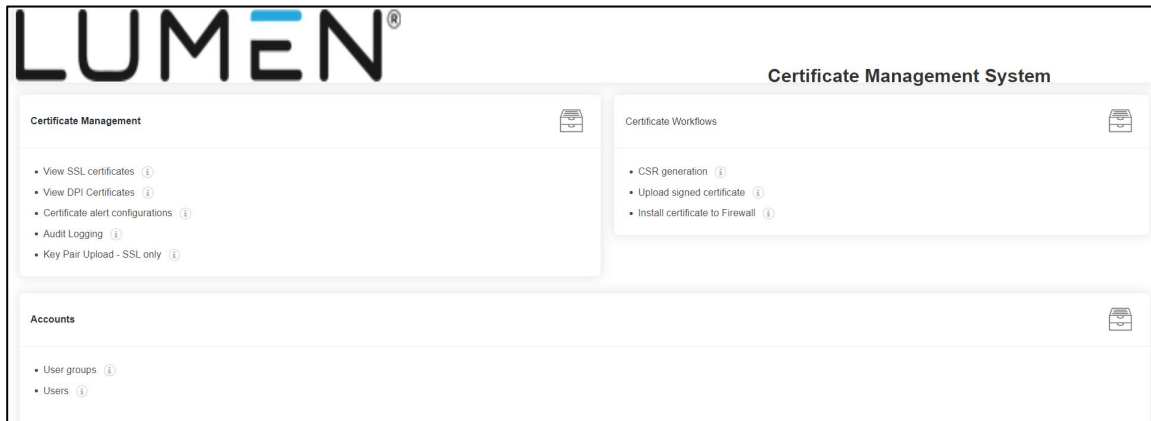 LUMEN®
Certificate Management System
Certificate Management
• View SSL certificates
• View DPI Certificates
• Certificate alert configurations
• Audit Logging
• Key Pair Upload - SSL only
Certificate Workflows
• CSR generation
• Upload signed certificate
• Install certificate to Firewall
Accounts
• User groups
• Users